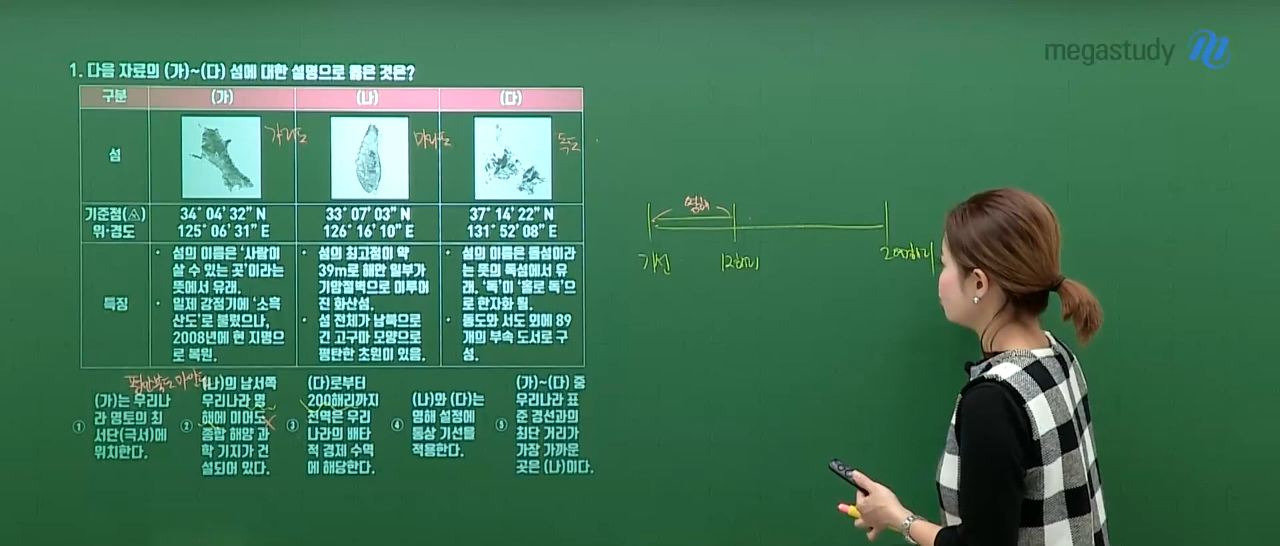 megastudy
1. 다음 자료의 (가)~(다) 섬에 대한 설명으로 옳은 것은?
구분 (가) (나) (다)
섬 가거도 마라도 독도
기준점(△)
위·경도
34° 04′ 32″ N
125° 06′ 31″ E
33° 07′ 03″ N
126° 16′ 10″ E
37° 14′ 22″ N
131° 52′ 08″ E
특징
· 섬의 이름은 ‘사람이
살 수 있는 곳’이라는
뜻에서 유래.
· 일제 강점기에 ‘소흑
산도’로 불렸으나,
2008년에 현 지명으
로 복원.
· 섬의 최고점이 약
39m로 해안 일부가
기암절벽으로 이루어
진 화산섬.
· 섬 전체가 남북으로
긴 고구마 모양으로
평탄한 초원이 있음.
· 섬의 이름은 돌섬이라
는 뜻의 독섬에서 유
래, ‘독’이 ‘홀로 독’으
로 한자화 됨.
· 동도와 서도 외에 89
개의 부속 도서로 구
성.
평안북도 마안도
① (가)는 우리나
라 영토의 최
서단(극서)에
위치한다.
② (나)의 남서쪽
우리나라 영
해에 이어도
종합 해양 과
학 기지가 건
설되어 있다.
③ (다)로부터
200해리까지
전역은 우리
나라의 배타
적 경제 수역
에 해당한다.
④ (나)와 (다)는
영해 설정에
통상 기선을
적용한다.
⑤ (가)~(다) 중
우리나라 표
준 경선과의
최단 거리가
가장 가까운
곳은 (나)이다.
영해
기선 12해리 200해리